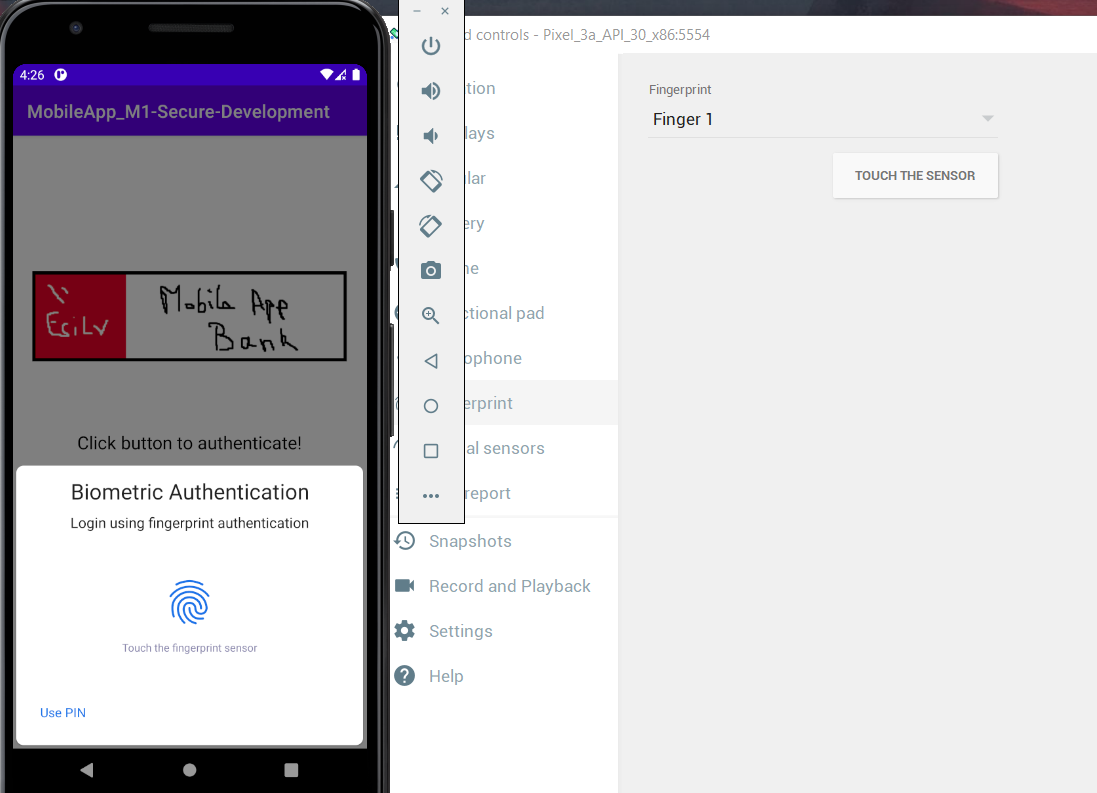 4:26
MobileApp_M1-Secure-Development
Esilv
Mobile App
Bank
Click button to authenticate!
Biometric Authentication
Login using fingerprint authentication
Touch the fingerprint sensor
Use PIN
d controls - Pixel_3a_API_30_x86:5554
tion
lays
lar
ery
ne
ctional pad
ophone
erprint
al sensors
report
Snapshots
Record and Playback
Settings
Help
Fingerprint
Finger 1
TOUCH THE SENSOR